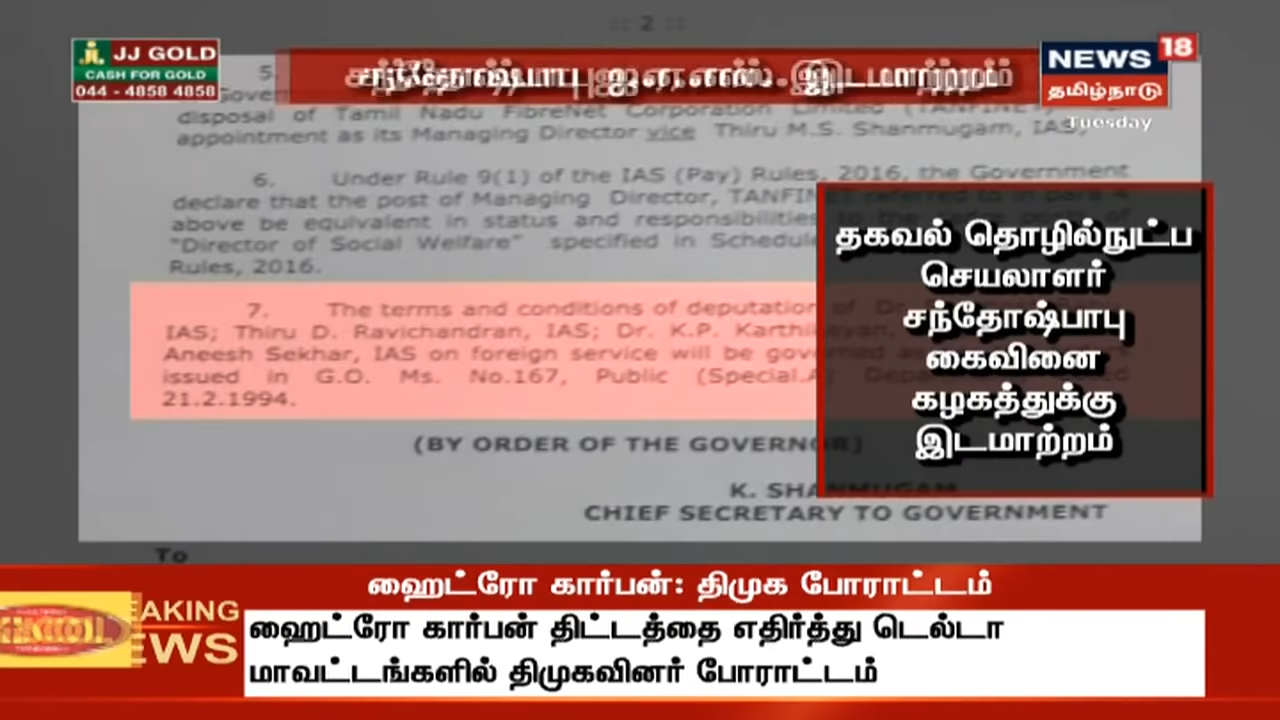 :: 2 ::
JJ GOLD
CASH FOR GOLD
044 - 4858 4858
சந்தோஷ்பாபு ஐ.ஏ.எஸ். இடமாற்றம்
NEWS 18
தமிழ்நாடு
Tuesday
5.
disposal of Tamil Nadu FibreNet Corporation Limited
appointment as its Managing Director vice Thiru M.S. Shanmugam, IAS,
6. Under Rule 9(1) of the IAS (Pay) Rules, 2016, the Government
declare that the post of Managing Director, TANFINET referred to in para 4
above be equivalent in status and responsibilities to the
"Director of Social Welfare" specified in Schedule
Rules, 2016.
7. The terms and conditions of deputation of Dr.
IAS; Thiru D. Ravichandran, IAS; Dr. K.P. Karthikeyan,
Aneesh Sekhar, IAS on foreign service will be governed
issued in G.O. Ms. No.167, Public (Special.A)
21.2.1994.
(BY ORDER OF THE GOVERNOR)
K. SHANMUGAM
CHIEF SECRETARY TO GOVERNMENT
To
தகவல் தொழில்நுட்ப
செயலாளர்
சந்தோஷ்பாபு
கைவினை
கழகத்துக்கு
இடமாற்றம்
ஹைட்ரோ கார்பன்: திமுக போராட்டம்
ஹைட்ரோ கார்பன் திட்டத்தை எதிர்த்து டெல்டா
மாவட்டங்களில் திமுகவினர் போராட்டம்